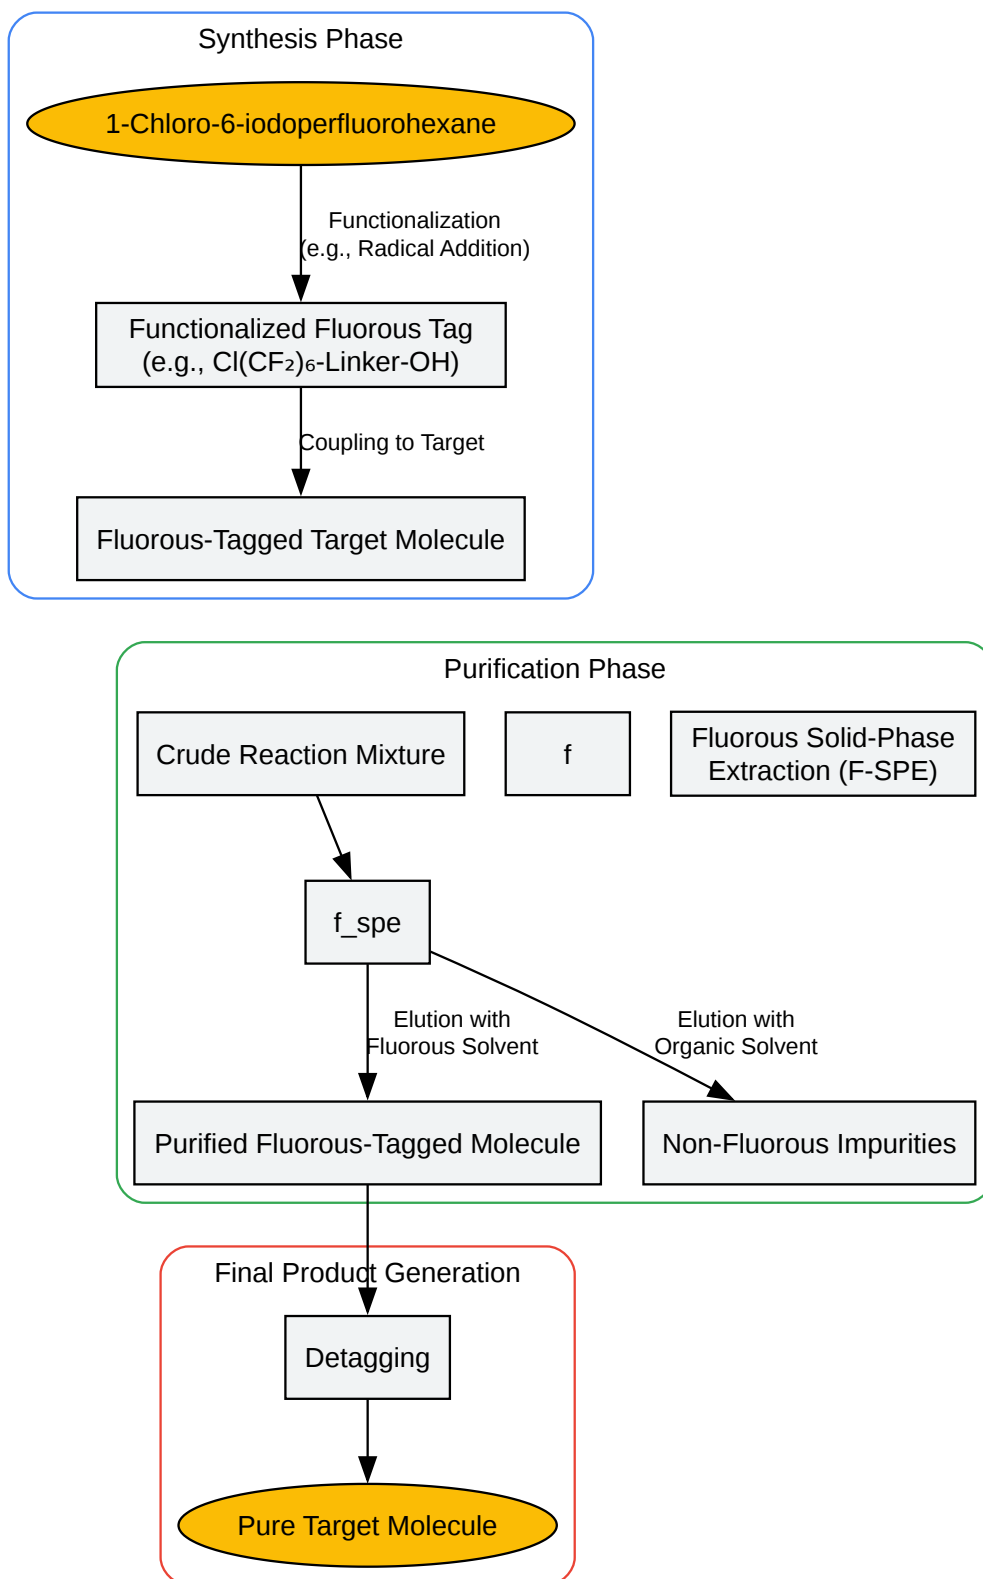 Synthesis Phase
1-Chloro-6-iodoperfluorohexane
Functionalization
(e.g., Radical Addition)
Functionalized Fluorous Tag
(e.g., Cl(CF₂)₆-Linker-OH)
Coupling to Target
Fluorous-Tagged Target Molecule
Purification Phase
Crude Reaction Mixture
f
Fluorous Solid-Phase
Extraction (F-SPE)
f_spe
Elution with
Fluorous Solvent
Elution with
Organic Solvent
Purified Fluorous-Tagged Molecule
Non-Fluorous Impurities
Final Product Generation
Detagging
Pure Target Molecule